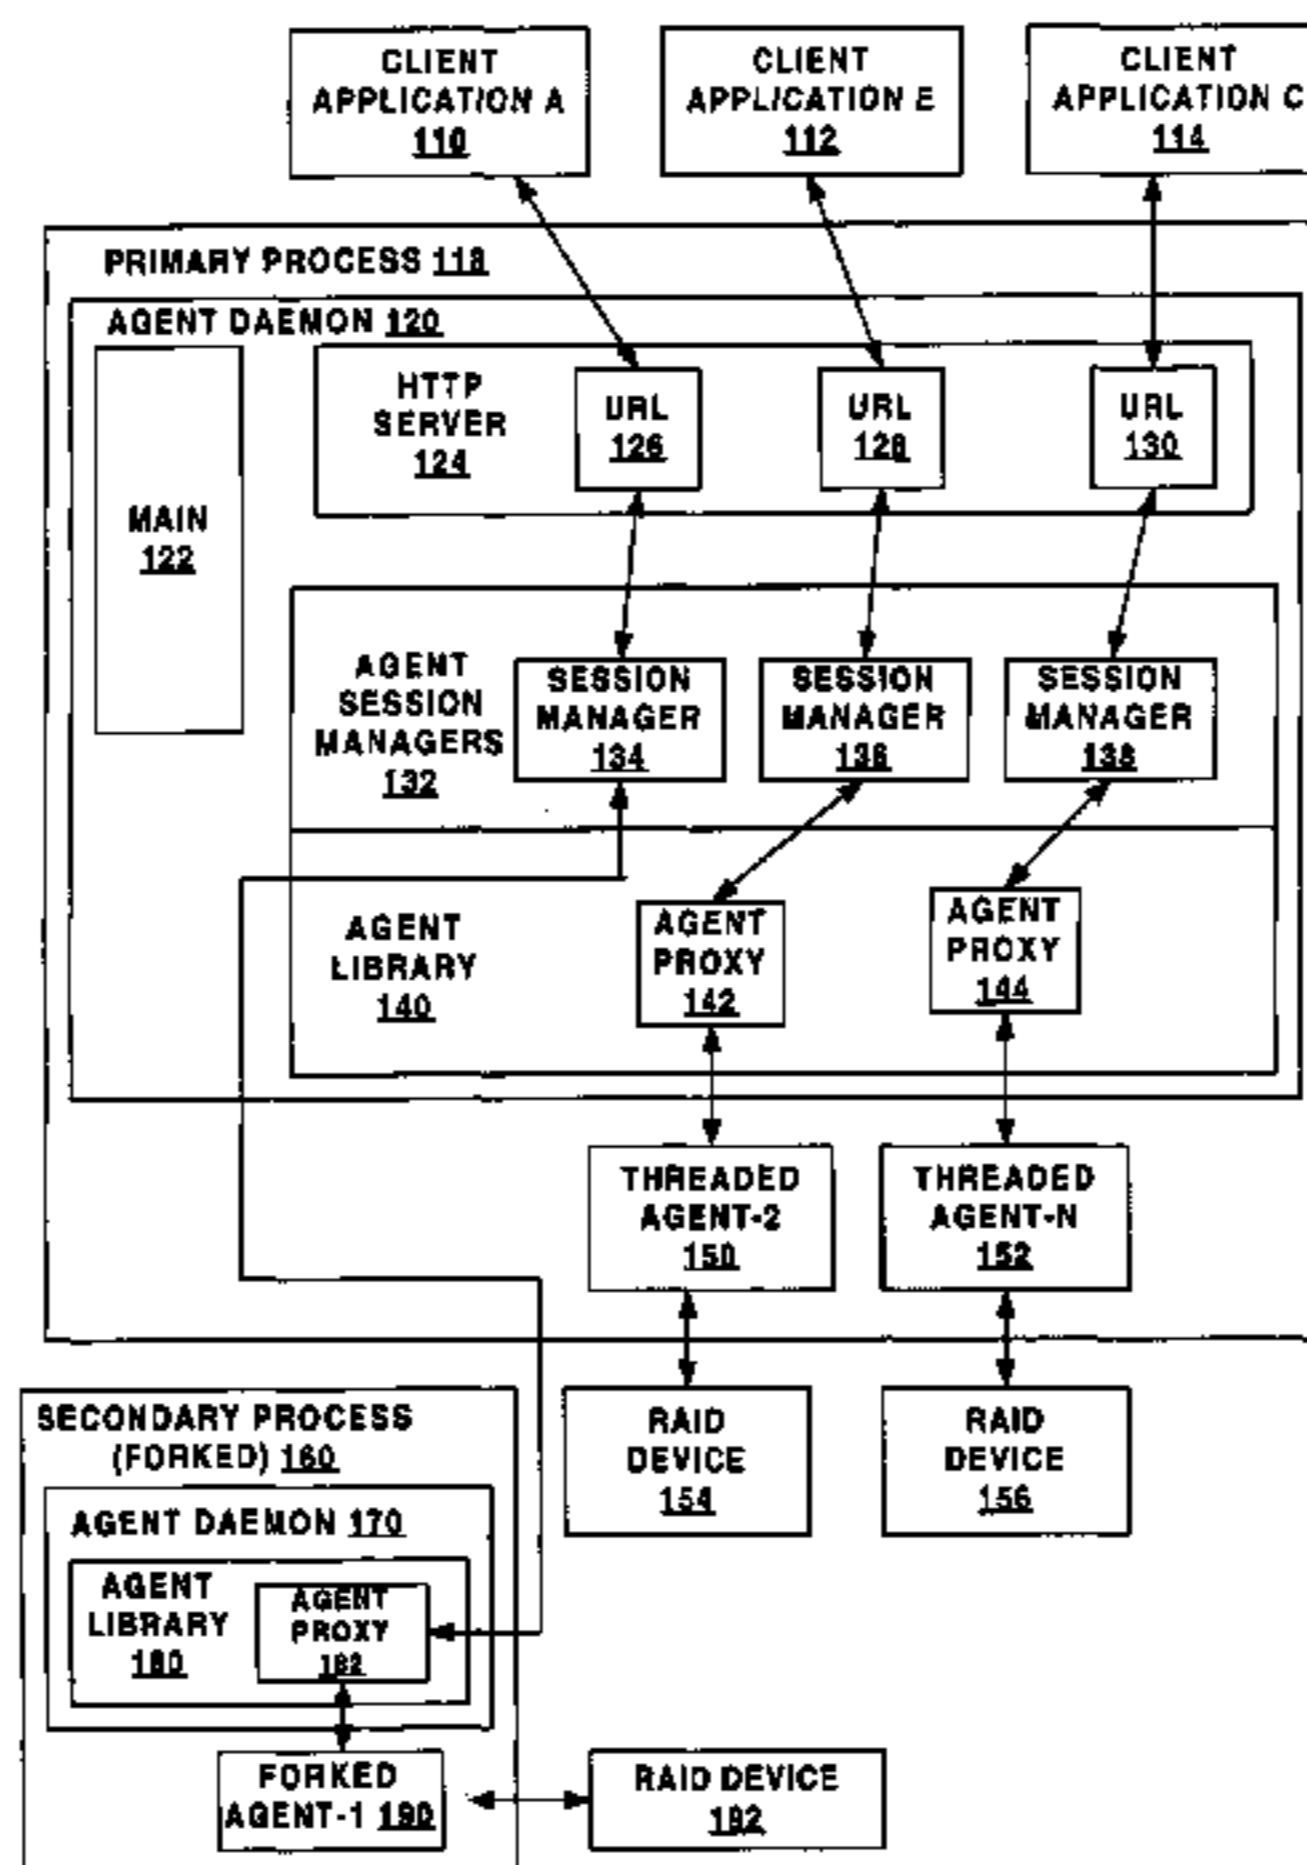 CLIENT
APPLICATION A
110
CLIENT
APPLICATION B
112
CLIENT
APPLICATION C
114
PRIMARY PROCESS 118
AGENT DAEMON 120
MAIN
122
HTTP
SERVER
124
URL
126
URL
128
URL
130
AGENT
SESSION
MANAGERS
132
SESSION
MANAGER
134
SESSION
MANAGER
136
SESSION
MANAGER
138
AGENT
LIBRARY
140
AGENT
PROXY
142
AGENT
PROXY
144
THREADED
AGENT-2
150
THREADED
AGENT-N
152
RAID
DEVICE
154
RAID
DEVICE
156
SECONDARY PROCESS
(FORKED) 160
AGENT DAEMON 170
AGENT
LIBRARY
180
AGENT
PROXY
182
FORKED
AGENT-1 190
RAID DEVICE
192